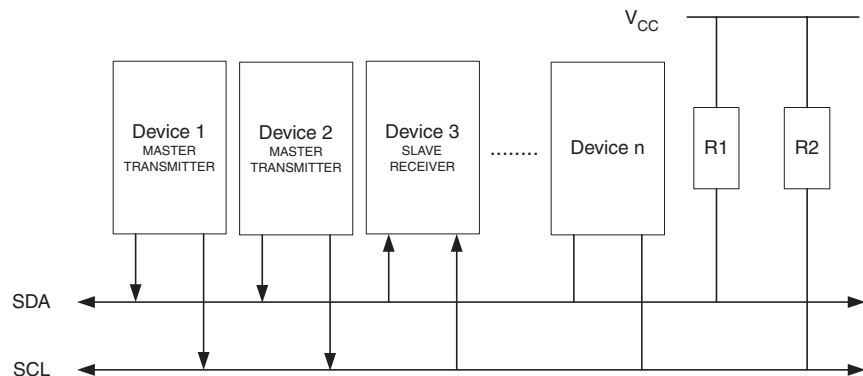 VCC
Device 1
MASTER
TRANSMITTER
Device 2
MASTER
TRANSMITTER
Device 3
SLAVE
RECEIVER
........
Device n
R1
R2
SDA
SCL